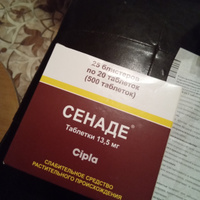 25 блистеров
по 20 таблеток
(500 таблеток)
СЕНАДЕ®
Таблетки 13,5 мг
Cipla
СЛАБИТЕЛЬНОЕ СРЕДСТВО
РАСТИТЕЛЬНОГО ПРОИСХОЖДЕНИЯ